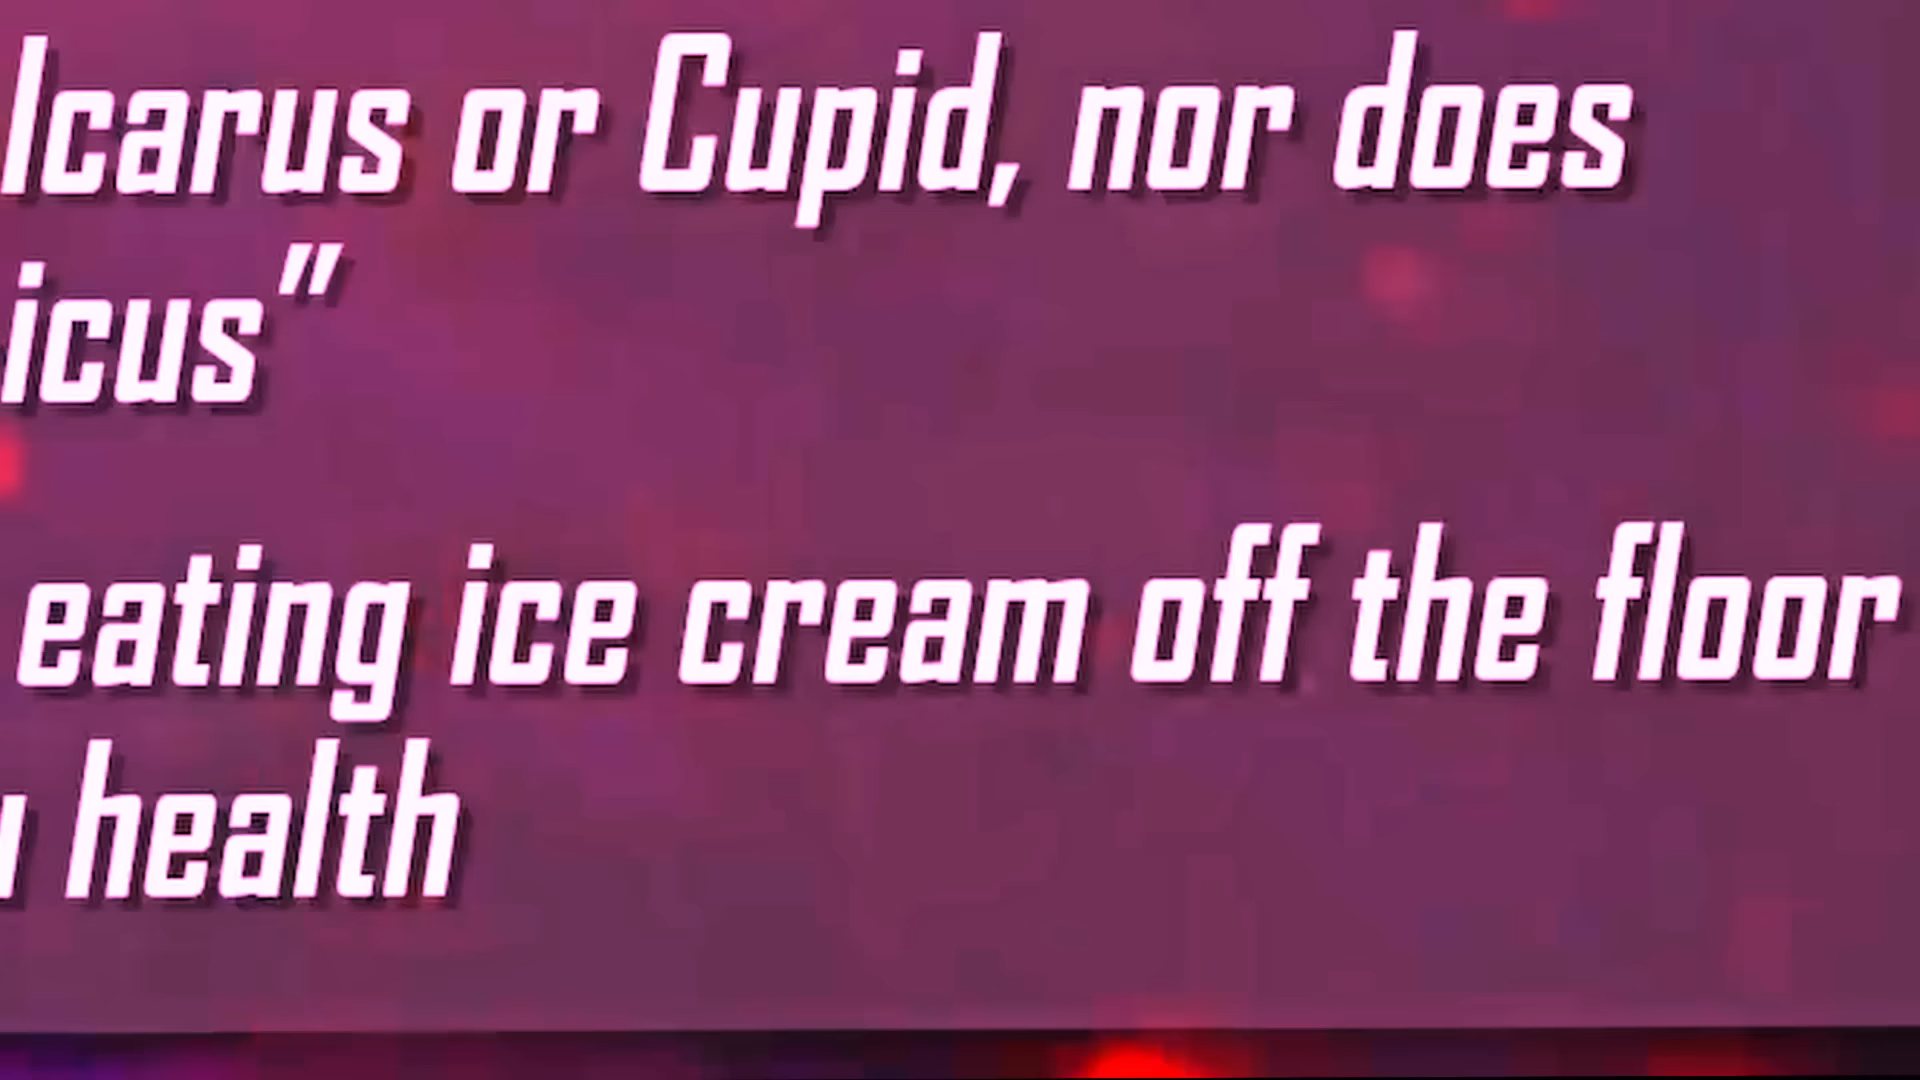 Icarus or Cupid, nor does
icus”
eating ice cream off the floor
health